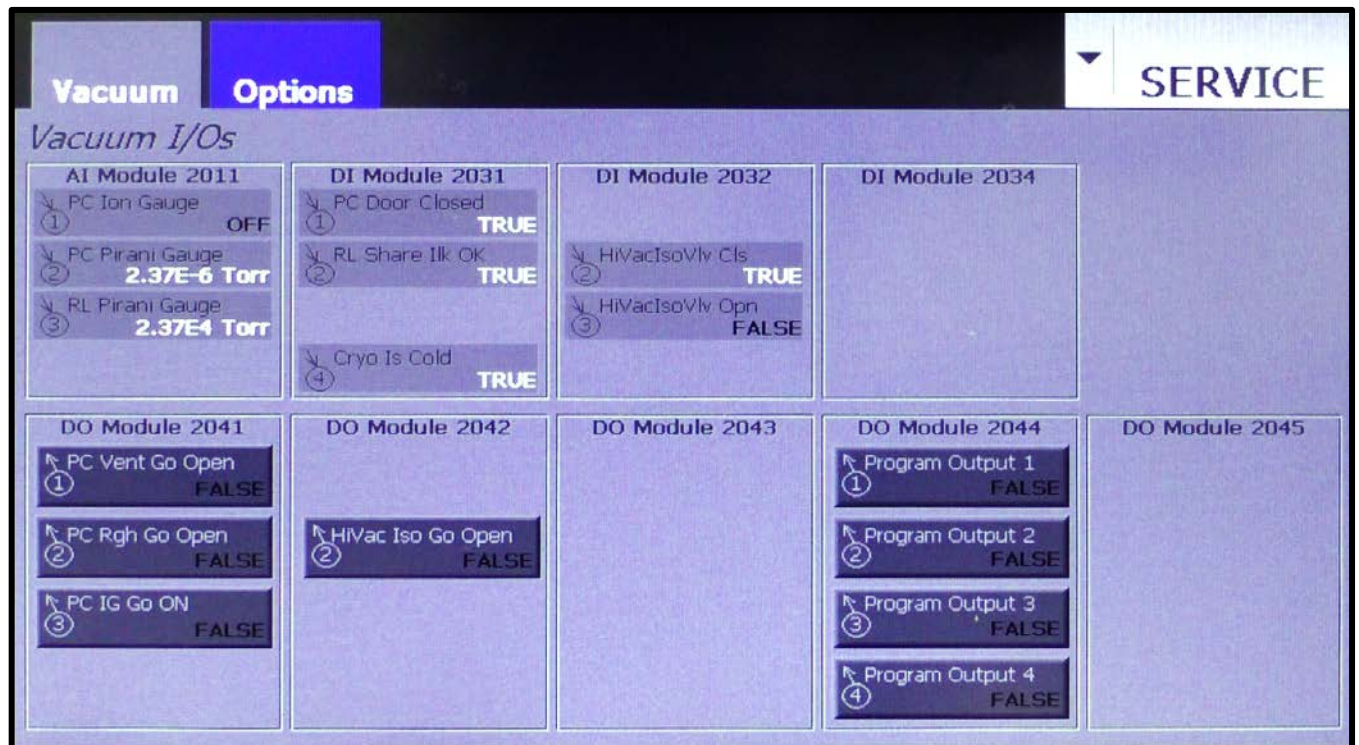 Vacuum
Options
SERVICE
Vacuum I/Os
AI Module 2011
1 PC Ion Gauge
OFF
2 PC Pirani Gauge
2.37E-6 Torr
3 RL Pirani Gauge
2.37E4 Torr
DI Module 2031
1 PC Door Closed
TRUE
2 RL Share Ilk OK
TRUE
4 Cryo Is Cold
TRUE
DI Module 2032
2 HiVacIsoVlv Cls
TRUE
3 HiVacIsoVlv Opn
FALSE
DI Module 2034
DO Module 2041
1 PC Vent Go Open
FALSE
2 PC Rgh Go Open
FALSE
3 PC IG Go ON
FALSE
DO Module 2042
2 HiVac Iso Go Open
FALSE
DO Module 2043
DO Module 2044
1 Program Output 1
FALSE
2 Program Output 2
FALSE
3 Program Output 3
FALSE
4 Program Output 4
FALSE
DO Module 2045